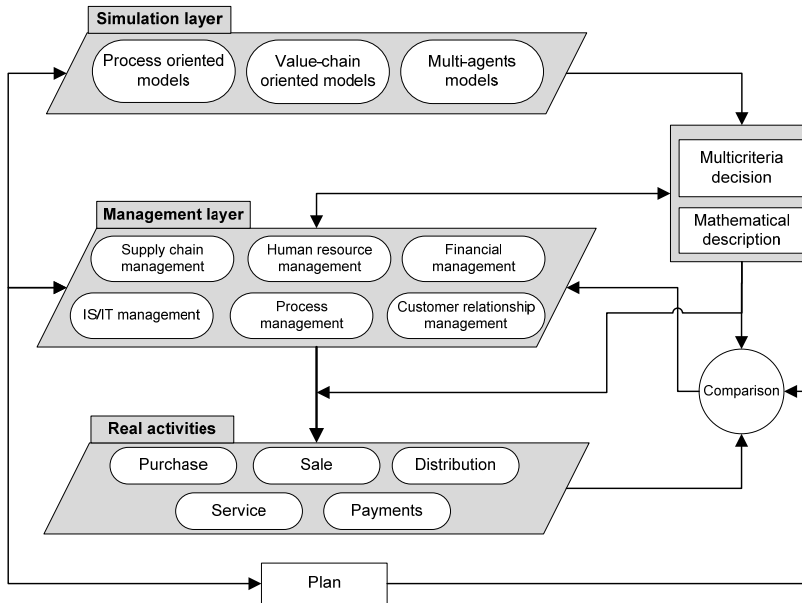 Simulation layer
Process oriented
models
Value-chain
oriented models
Multi-agents
models
Multicriteria
decision
Mathematical
description
Management layer
Supply chain
management
Human resource
management
Financial
management
IS/IT management
Process
management
Customer relationship
management
Comparison
Real activities
Purchase
Sale
Distribution
Service
Payments
Plan